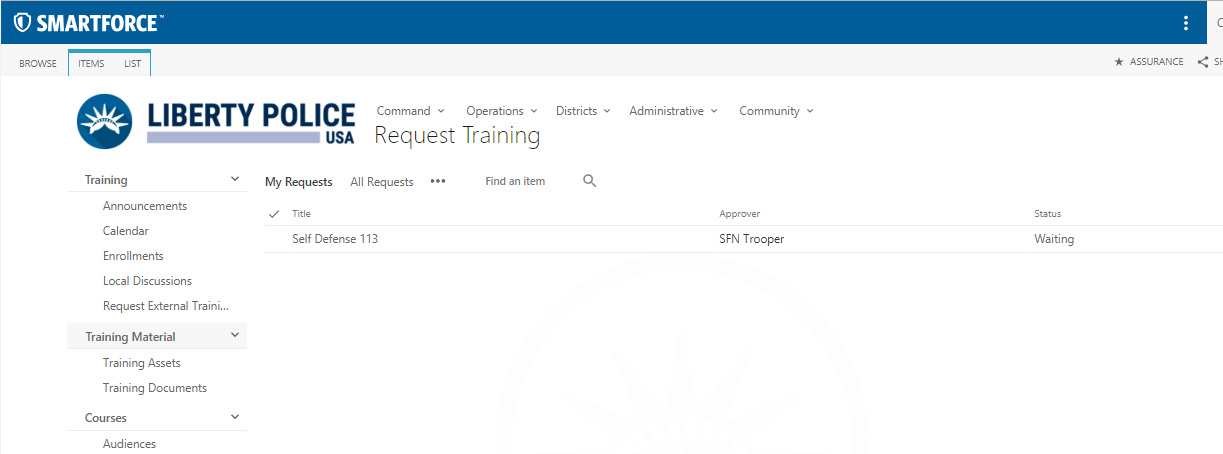 SMARTFORCE™
BROWSE ITEMS LIST
ASSURANCE
LIBERTY POLICE
USA
Command Operations Districts Administrative Community
Request Training
Training
Announcements
Calendar
Enrollments
Local Discussions
Request External Traini...
Training Material
Training Assets
Training Documents
Courses
Audiences
My Requests All Requests ••• Find an item
Title Approver Status
Self Defense 113 SFN Trooper Waiting